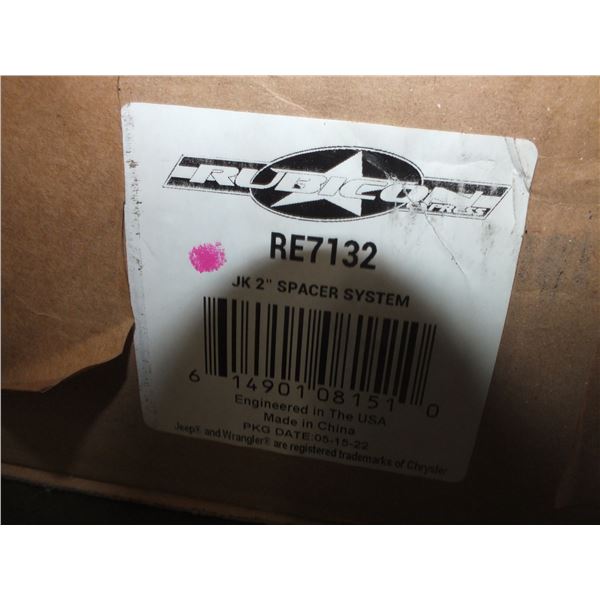 RUBICON
EXPRESS
RE7132
JK 2" SPACER SYSTEM
6 14901 08151 0
Engineered in The USA
Made in China
PKG DATE:05-15-22
Jeep® and Wrangler® are registered trademarks of Chrysler